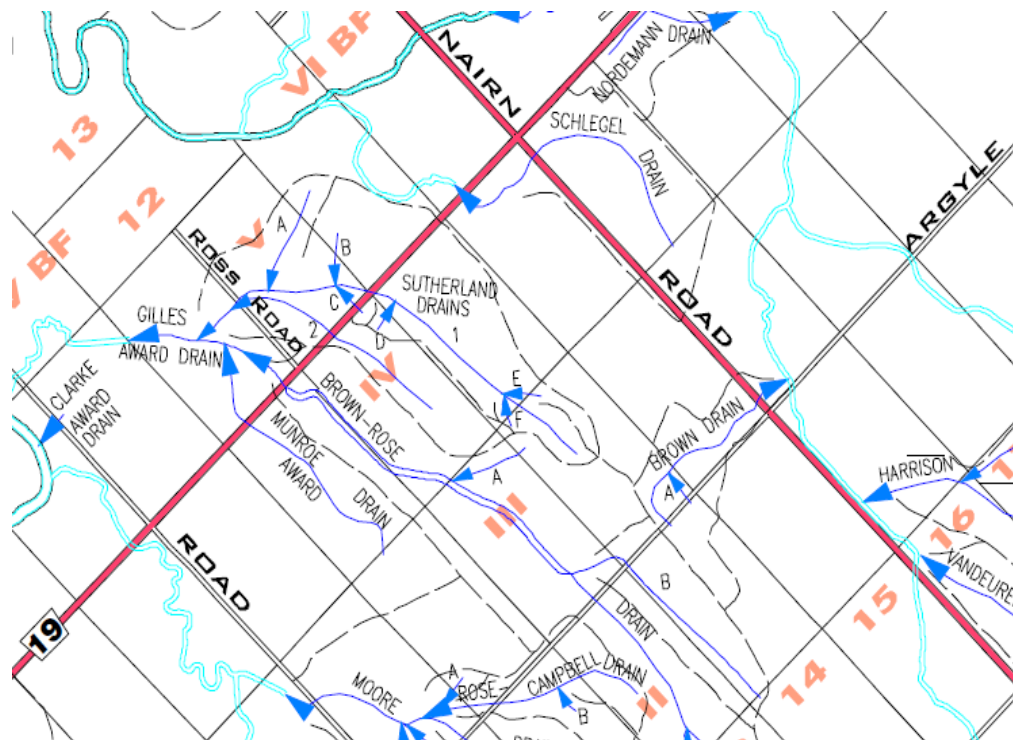 VI BF
NAIRN
NORDEMANN DRAIN
13
SCHLEGEL
DRAIN
12
ARGYLE
V BF
V
A
B
ROSS ROAD
SUTHERLAND
DRAINS
ROAD
C
GILLES
AWARD DRAIN
2
D
1
CLARKE
AWARD
DRAIN
IV
E
F
BROWN-ROSE
MUNROE
AWARD
DRAIN
A
BROWN DRAIN
A
HARRISON
III
16
ROAD
B
VANDEURE
15
19
DRAIN
14
MOORE
A
ROSE-
CAMPBELL DRAIN
B
II